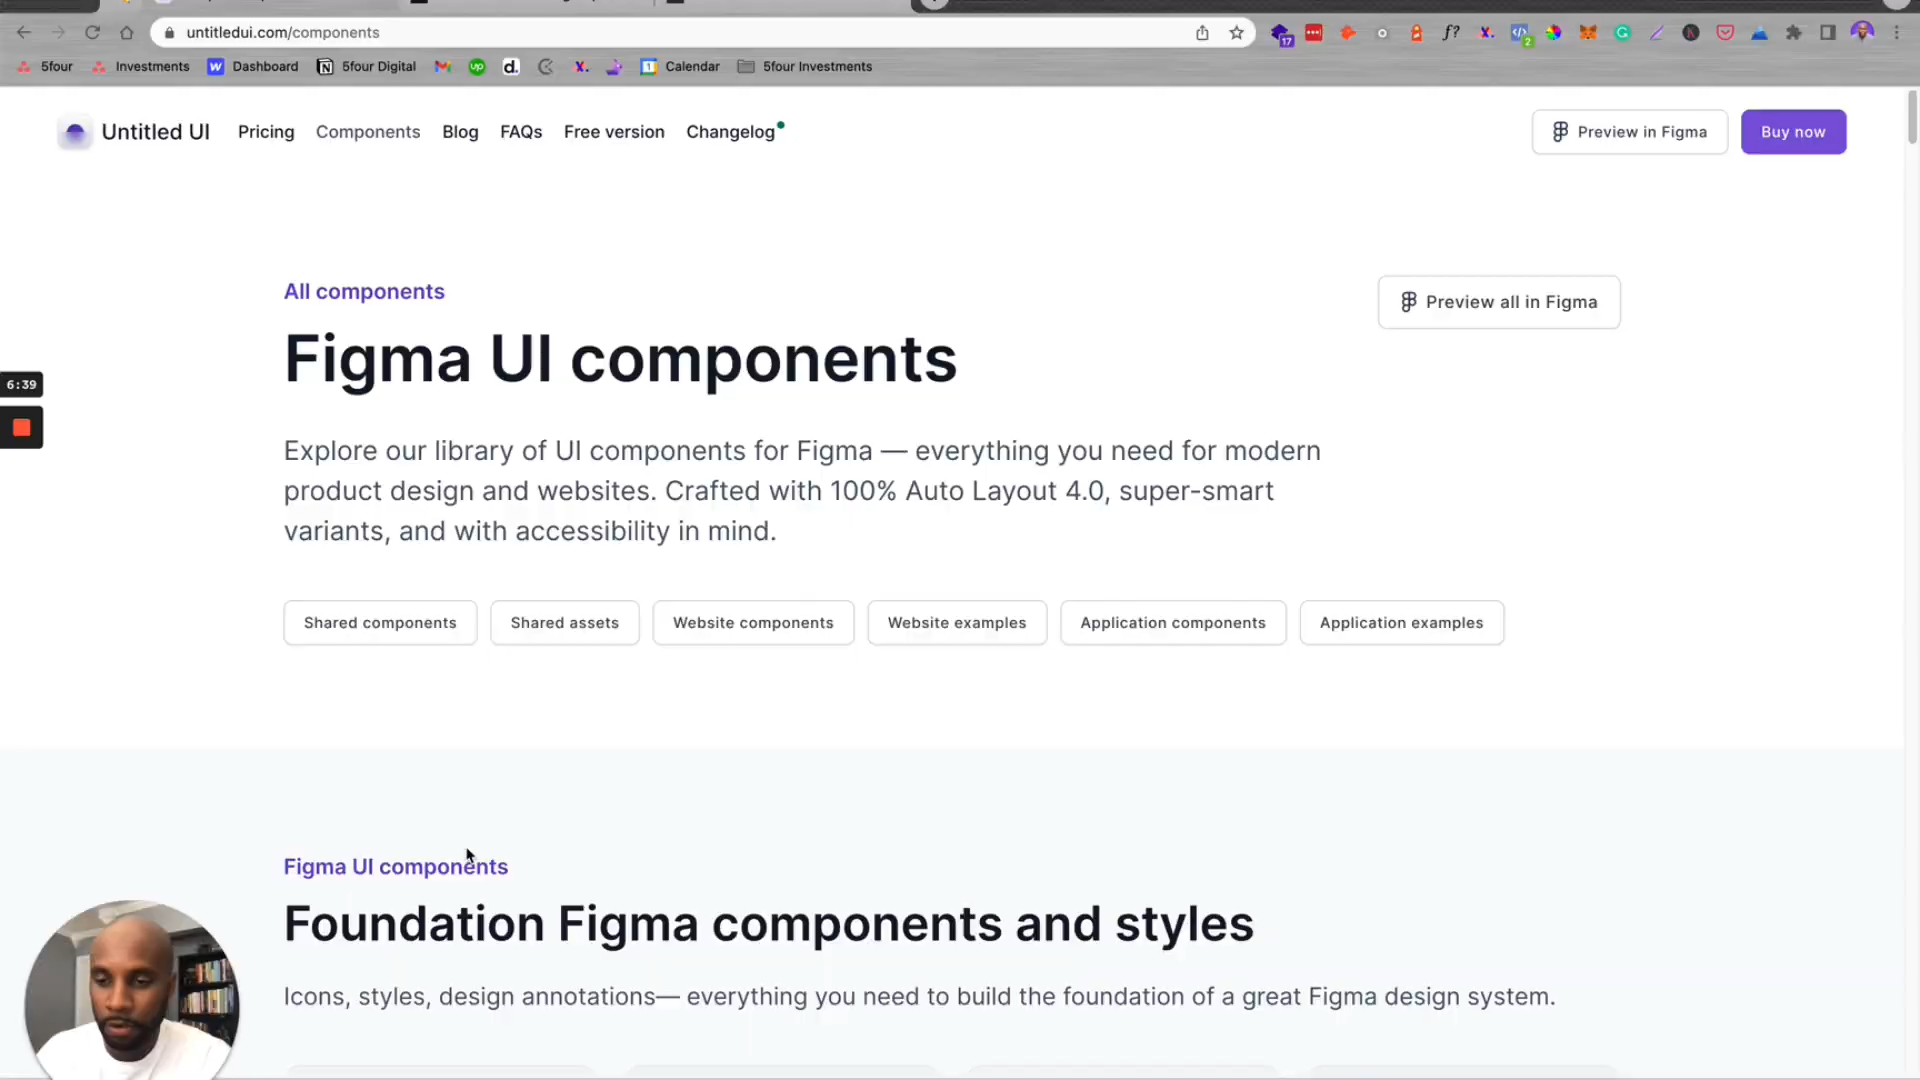 untitledui.com/components
17
2
5four
Investments
Dashboard
5four Digital
Calendar
5four Investments
Untitled UI
Pricing
Components
Blog
FAQs
Free version
Changelog
Preview in Figma
Buy now
All components
Preview all in Figma
Figma UI components
6:39
Explore our library of UI components for Figma — everything you need for modern
product design and websites. Crafted with 100% Auto Layout 4.0, super-smart
variants, and with accessibility in mind.
Shared components
Shared assets
Website components
Website examples
Application components
Application examples
Figma UI components
Foundation Figma components and styles
Icons, styles, design annotations— everything you need to build the foundation of a great Figma design system.